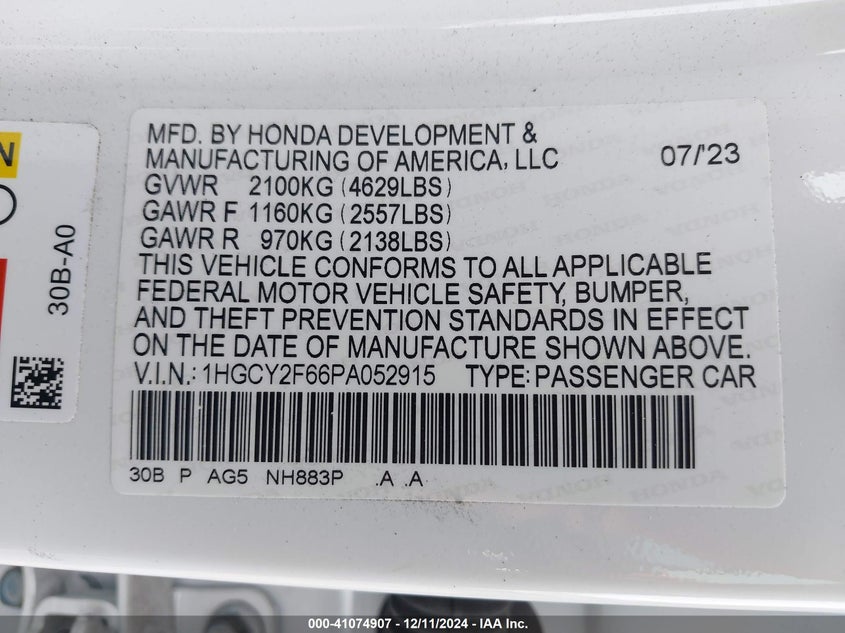 N
30B-A0
MFD. BY HONDA DEVELOPMENT &
MANUFACTURING OF AMERICA, LLC 07/'23
GVWR 2100KG (4629LBS)
GAWR F 1160KG (2557LBS)
GAWR R 970KG (2138LBS)
THIS VEHICLE CONFORMS TO ALL APPLICABLE
FEDERAL MOTOR VEHICLE SAFETY, BUMPER,
AND THEFT PREVENTION STANDARDS IN EFFECT
ON THE DATE OF MANUFACTURE SHOWN ABOVE.
V.I.N.: 1HGCY2F66PA052915 TYPE: PASSENGER CAR
30B P AG5 NH883P .A .A
000-41074907 - 12/11/2024 - IAA Inc.